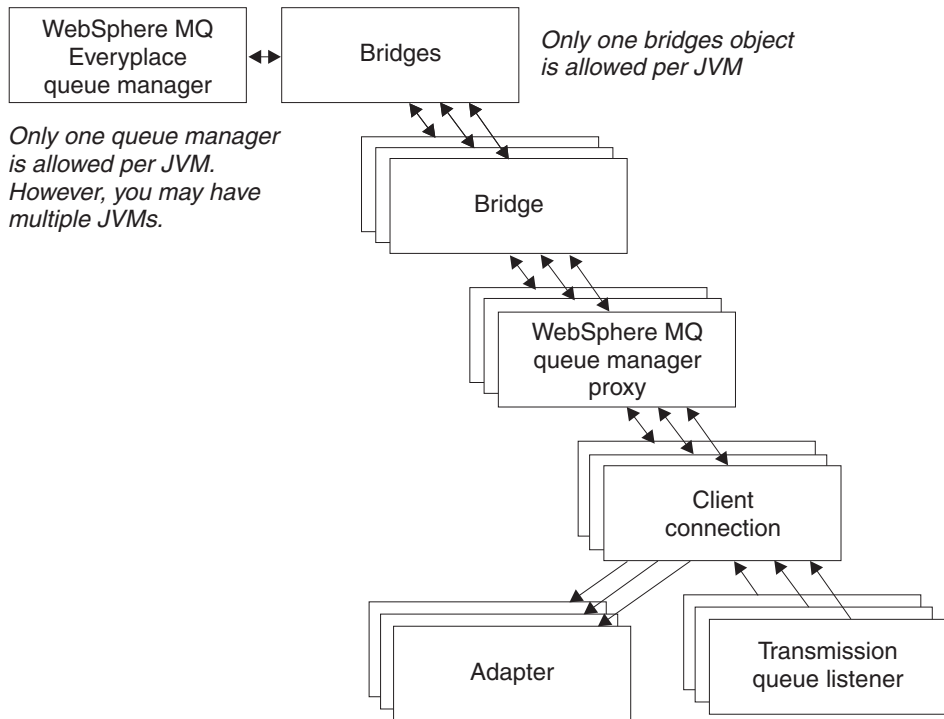 WebSphere MQ
Everyplace
queue manager
Bridges
Only one bridges object
is allowed per JVM
Only one queue manager
is allowed per JVM.
However, you may have
multiple JVMs.
Bridge
WebSphere MQ
queue manager
proxy
Client
connection
Adapter
Transmission
queue listener